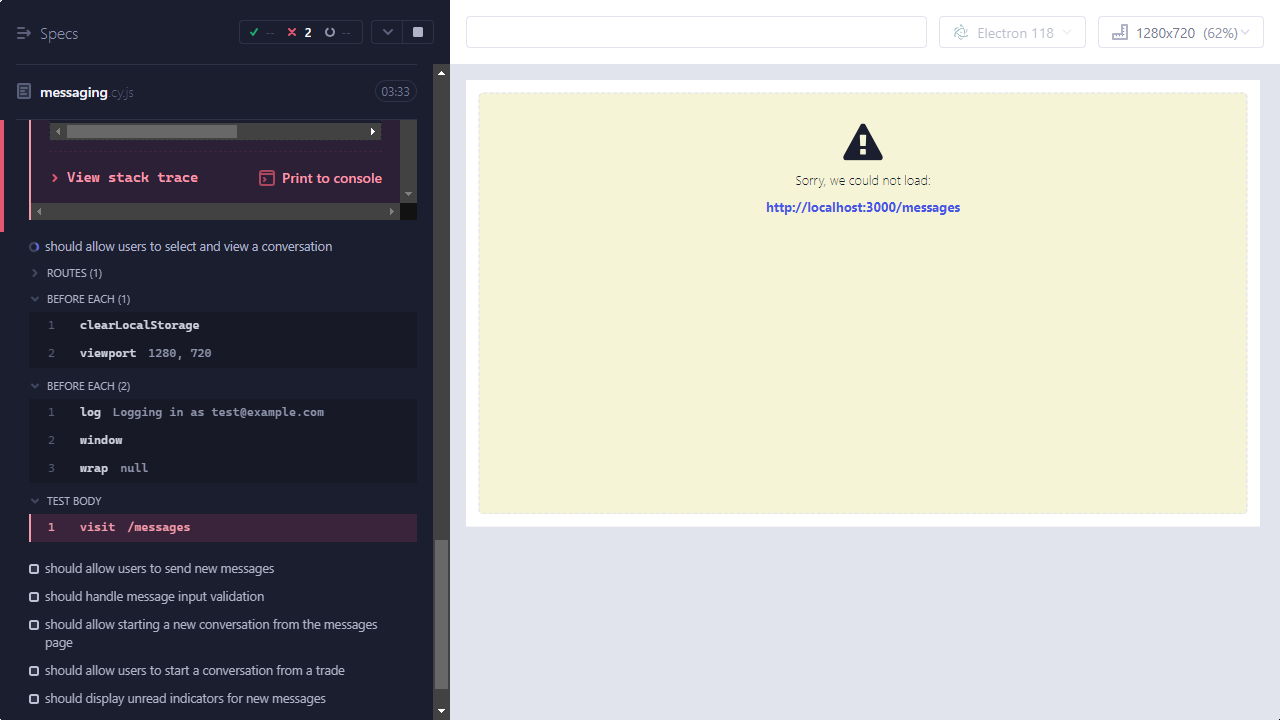 Specs
-- 2 --
messaging.cy.js 03:33
View stack trace
Print to console
should allow users to select and view a conversation
ROUTES (1)
BEFORE EACH (1)
1 clearLocalStorage
2 viewport 1280, 720
BEFORE EACH (2)
1 log Logging in as test@example.com
2 window
3 wrap null
TEST BODY
1 visit /messages
should allow users to send new messages
should handle message input validation
should allow starting a new conversation from the messages
page
should allow users to start a conversation from a trade
should display unread indicators for new messages
Electron 118
1280x720 (62%)
Sorry, we could not load:
http://localhost:3000/messages